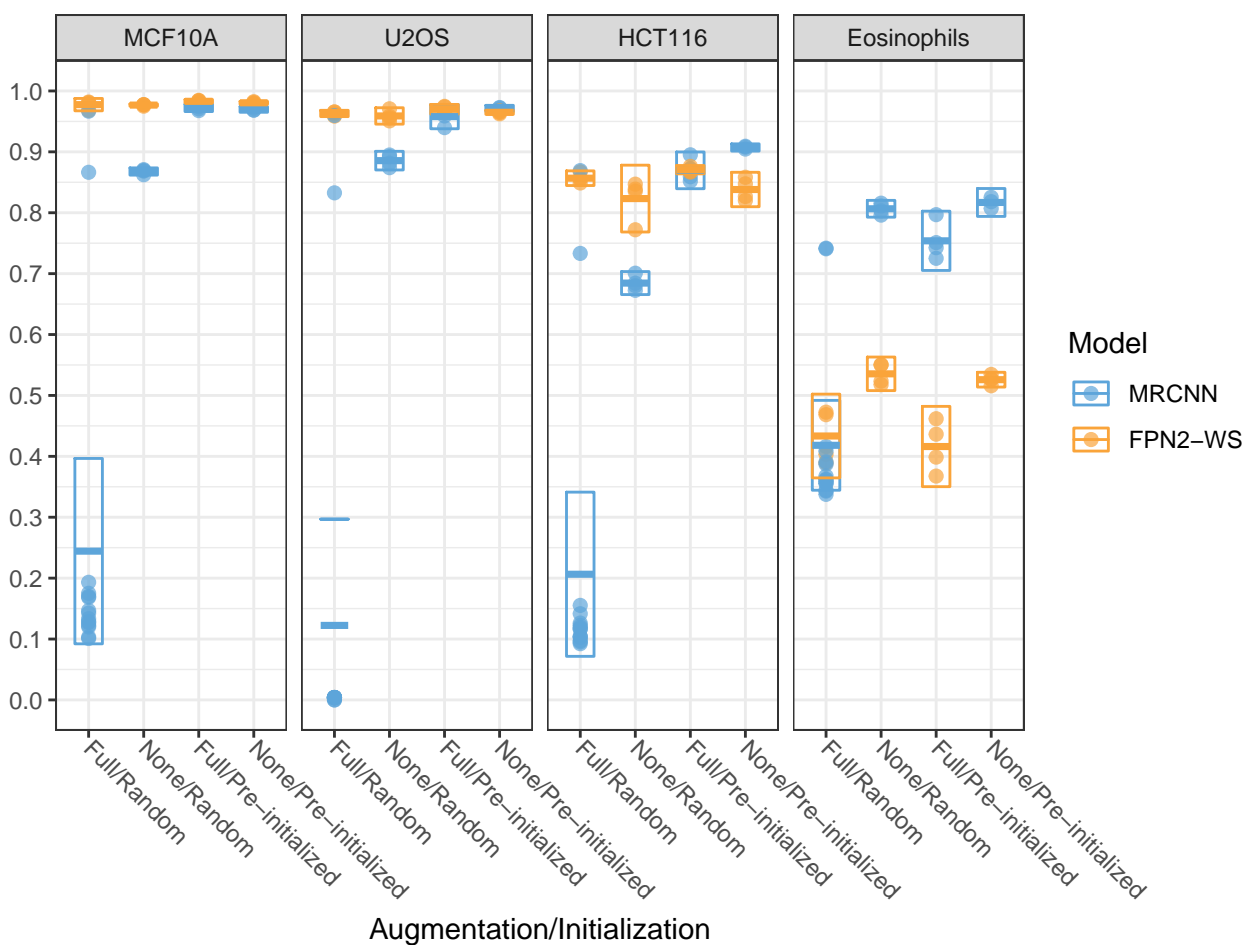 MCF10A U2OS HCT116 Eosinophils
1.0
0.9
0.8
0.7
0.6
0.5
0.4
0.3
0.2
0.1
0.0
Full/Random
None/Random
Full/Pre−initialized
None/Pre−initialized
Full/Random
None/Random
Full/Pre−initialized
None/Pre−initialized
Full/Random
None/Random
Full/Pre−initialized
None/Pre−initialized
Full/Random
None/Random
Full/Pre−initialized
None/Pre−initialized
Augmentation/Initialization
Model
MRCNN
FPN2−WS